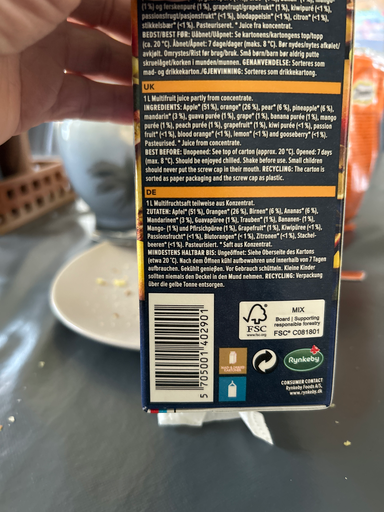 og ferskenpuré (1 %), grapefrugt/grapefrukt* (1 %), kiwipuré (<1 %),
passionsfrugt/pasjonsfrukt* (<1 %), blodappelsin* (<1 %), citron* (<1 %),
stikkelsbær* (<1 %). Pasteuriseret. * Juice fra koncentrat.
BEDST/BEST FØR: Uåbnet/Uåpnet: Se kartonens/kartongens top/topp
(ca. 20 °C). Åbnet/Åpnet: 7 dage/dager (maks. 8 °C). Bør nydes/nytes afkølet/
avkjølt. Omrystes/Rist før brug/bruk. Små børn/barn bør aldrig putte
skruelåget/korken i munden/munnen. GENANVENDELSE: Sorteres som
mad- og drikkekarton./GJENVINNING: Sorteres som drikkekartong.
UK
1 L Multifruit juice partly from concentrate.
INGREDIENTS: Apple* (51 %), orange* (26 %), pear* (6 %), pineapple* (6 %),
mandarin* (3 %), guava purée (1 %), grape* (1 %), banana purée (1 %), mango
purée (1 %), peach purée (1 %), grapefruit* (1 %), kiwi purée (<1 %), passion
fruit* (<1 %), blood orange* (<1 %), lemon* (<1 %) and gooseberry* (<1 %).
Pasteurised. * Juice from concentrate.
BEST BEFORE: Unopened: See top of carton (approx. 20 °C). Opened: 7 days
(max. 8 °C). Should be enjoyed chilled. Shake before use. Small children
should never put the screw cap in their mouth. RECYCLING: The carton is
sorted as paper packaging and the screw cap as plastic.
DE
1 L Multifruchtsaft teilweise aus Konzentrat.
ZUTATEN: Apfel* (51 %), Orangen* (26 %), Birnen* (6 %), Ananas* (6 %),
Mandarinen* (3 %), Guavapüree (1 %), Trauben* (1 %), Bananen- (1 %),
Mango- (1 %) und Pfirsichpüree (1 %), Grapefruit* (1 %), Kiwipüree (<1 %),
Passionsfrucht* (<1 %), Blutorangen* (<1 %), Zitronen* (<1 %), Stachel-
beeren* (<1 %). Pasteurisiert. * Saft aus Konzentrat.
MINDESTENS HALTBAR BIS: Ungeöffnet: Siehe Oberseite des Kartons
(etwa 20 °C). Nach dem Öffnen kühl aufbewahren und innerhalb von 7 Tagen
aufbrauchen. Gekühlt genießen. Vor Gebrauch schütteln. Kleine Kinder
sollten niemals den Deckel in den Mund nehmen. RECYCLING: Verpackung
über die gelbe Tonne entsorgen.
5 705001 402901
FSC
www.fsc.org
MIX
Board | Supporting
responsible forestry
FSC® C081801
Rynkeby
CONSUMER CONTACT
Rynkeby Foods A/S,
www.rynkeby.dk